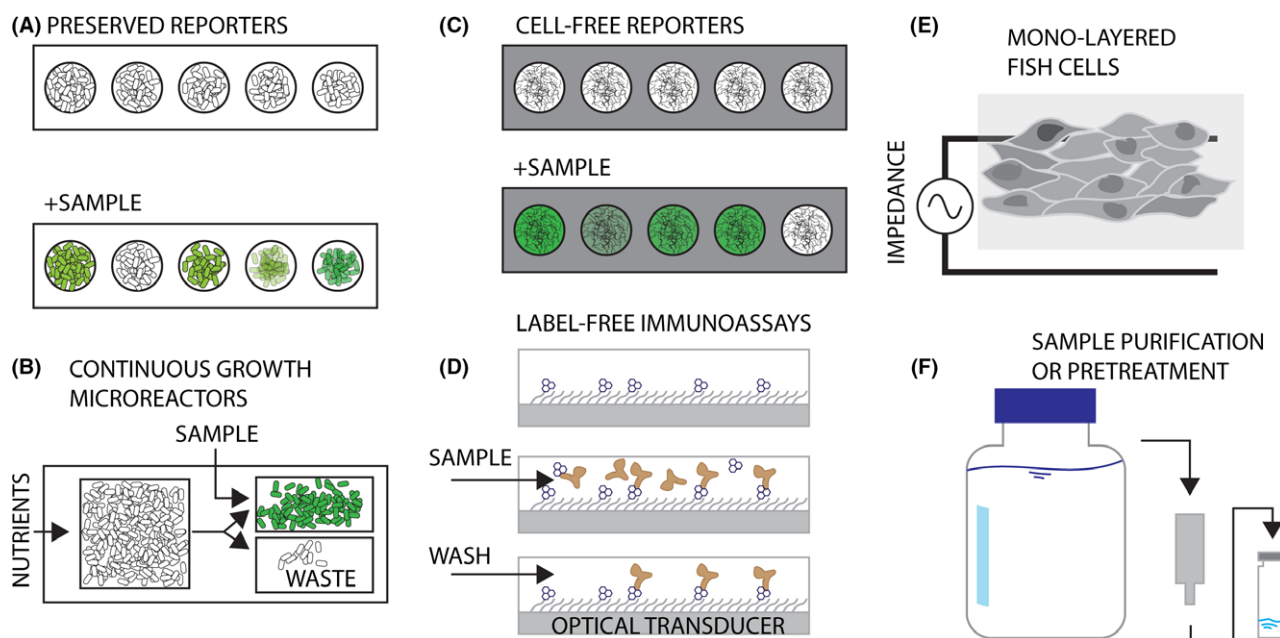 (A) PRESERVED REPORTERS
+SAMPLE
(B) CONTINUOUS GROWTH
MICROREACTORS
SAMPLE
NUTRIENTS
WASTE
(C) CELL-FREE REPORTERS
+SAMPLE
LABEL-FREE IMMUNOASSAYS
(D)
SAMPLE
WASH
OPTICAL TRANSDUCER
(E) MONO-LAYERED
FISH CELLS
IMPEDANCE
SAMPLE PURIFICATION
(F) OR PRETREATMENT